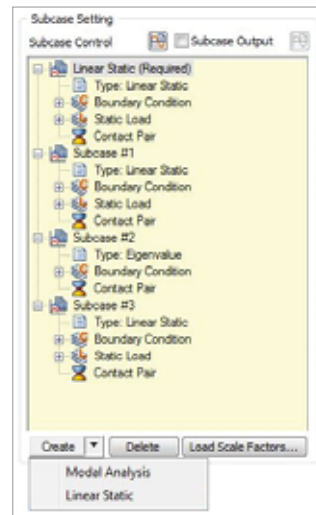 Subcase Setting
Subcase Control Subcase Output
Linear Static (Required)
Type: Linear Static
Boundary Condition
Static Load
Contact Pair
Subcase #1
Type: Linear Static
Boundary Condition
Static Load
Contact Pair
Subcase #2
Type: Eigenvalue
Boundary Condition
Contact Pair
Subcase #3
Type: Linear Static
Boundary Condition
Static Load
Contact Pair
Create Delete Load Scale Factors...
Modal Analysis
Linear Static